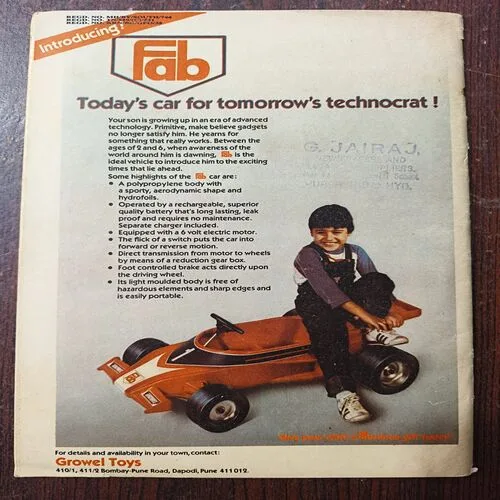 Introducing!
Fab
Today's car for tomorrow's technocrat !
Your son is growing up in an era of advanced
technology. Primitive, make believe gadgets
no longer satisfy him. He yearns for
something that really works. Between the
ages of 2 and 6, when awareness of the
world around him is dawning, Fab is the
ideal vehicle to introduce him to the exciting
times that lie ahead.
Some highlights of the Fab car are:
• A polypropylene body with
a sporty, aerodynamic shape and
hydrofoils.
• Operated by a rechargeable, superior
quality battery that's long lasting, leak
proof and requires no maintenance.
Separate charger included.
• Equipped with a 6 volt electric motor.
• The flick of a switch puts the car into
forward or reverse motion.
• Direct transmission from motor to wheels
by means of a reduction gear box.
• Foot controlled brake acts directly upon
the driving wheel.
• Its light moulded body is free of
hazardous elements and sharp edges and
is easily portable.
G. JAIRAJ,
For details and availability in your town, contact:
Growel Toys
410/1, 411/2 Bombay-Pune Road, Dapodi, Pune 411012.